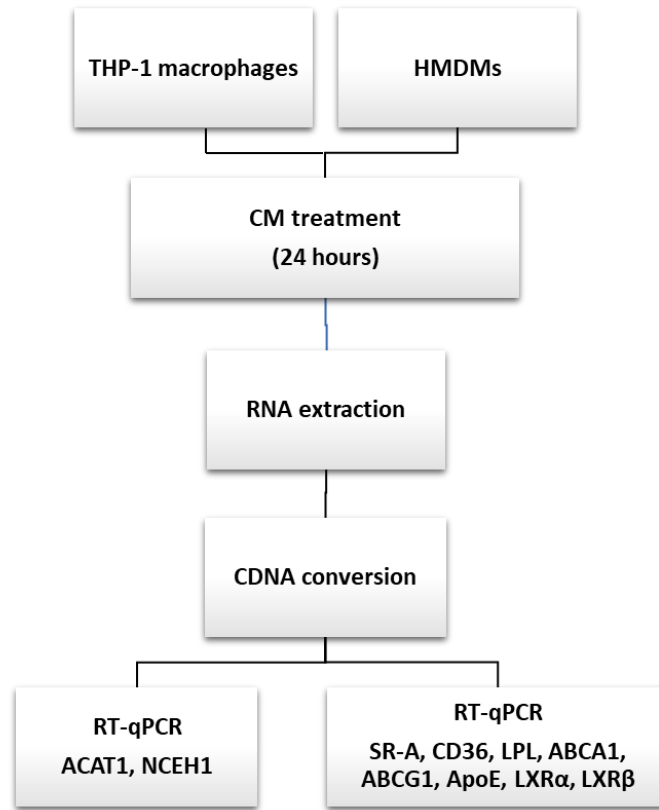 THP-1 macrophages
HMDMs
CM treatment
(24 hours)
RNA extraction
CDNA conversion
RT-qPCR
ACAT1, NCEH1
RT-qPCR
SR-A, CD36, LPL, ABCA1,
ABCG1, ApoE, LXRα, LXRβ